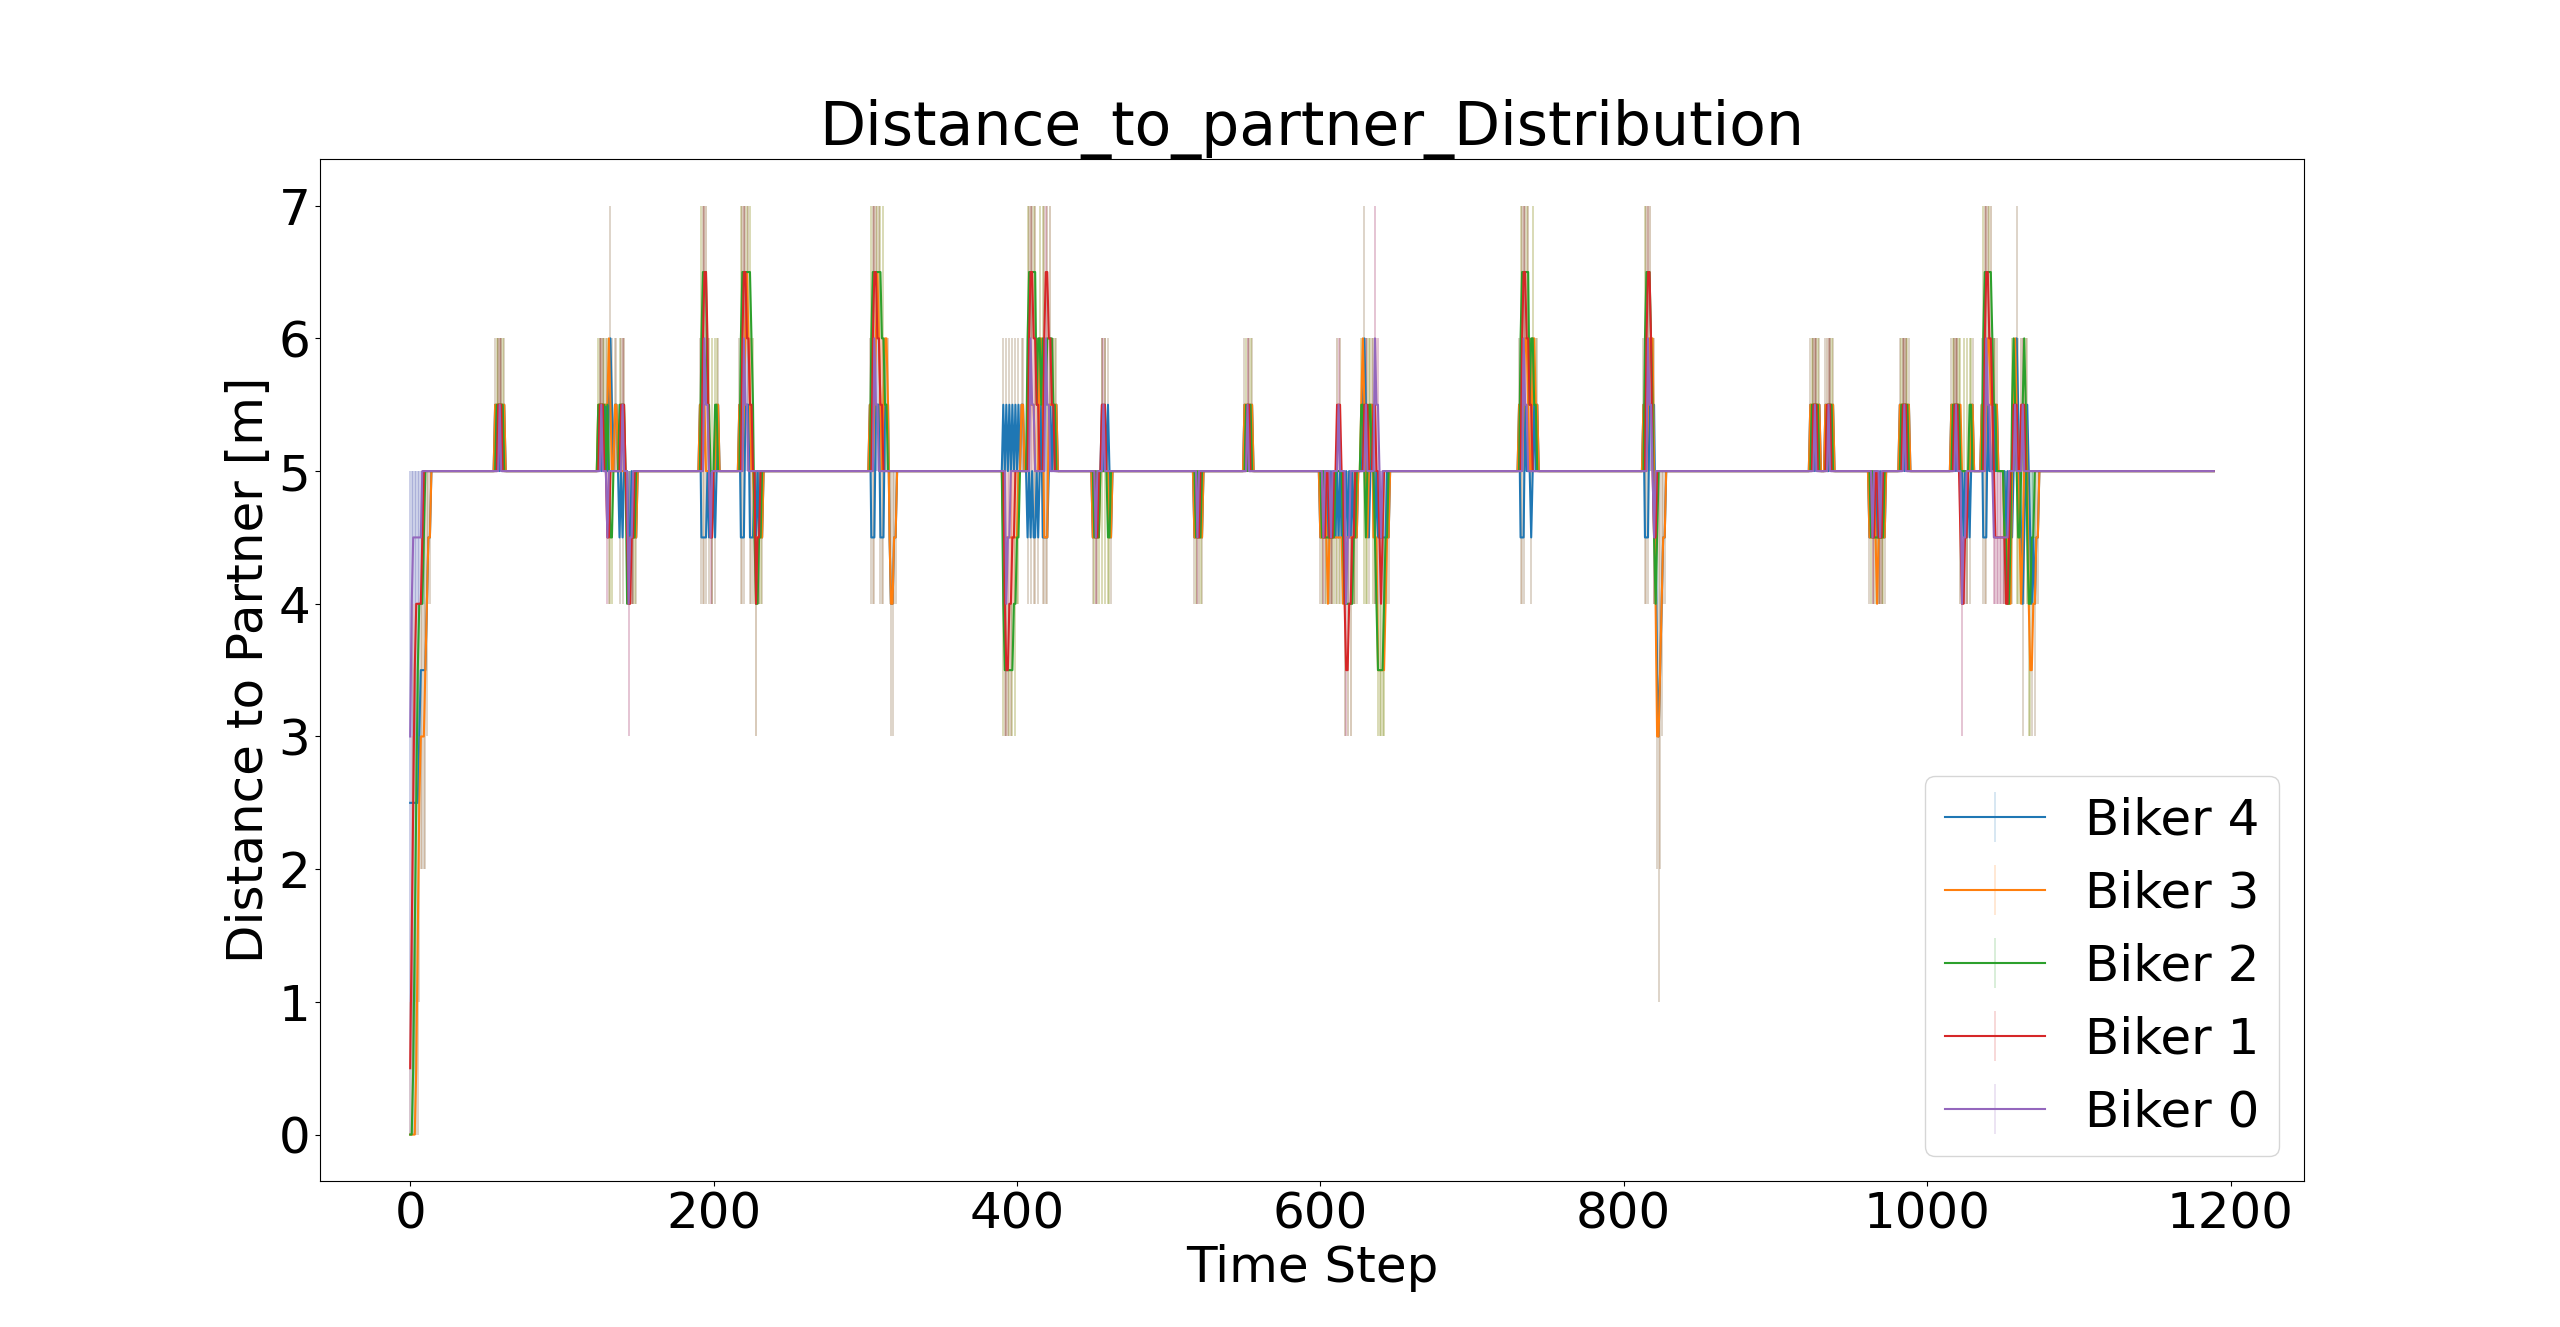 Distance_to_partner_Distribution
Distance to Partner [m]
7
6
5
4
3
2
1
0
0 200 400 600 800 1000 1200
Time Step
Biker 4
Biker 3
Biker 2
Biker 1
Biker 0